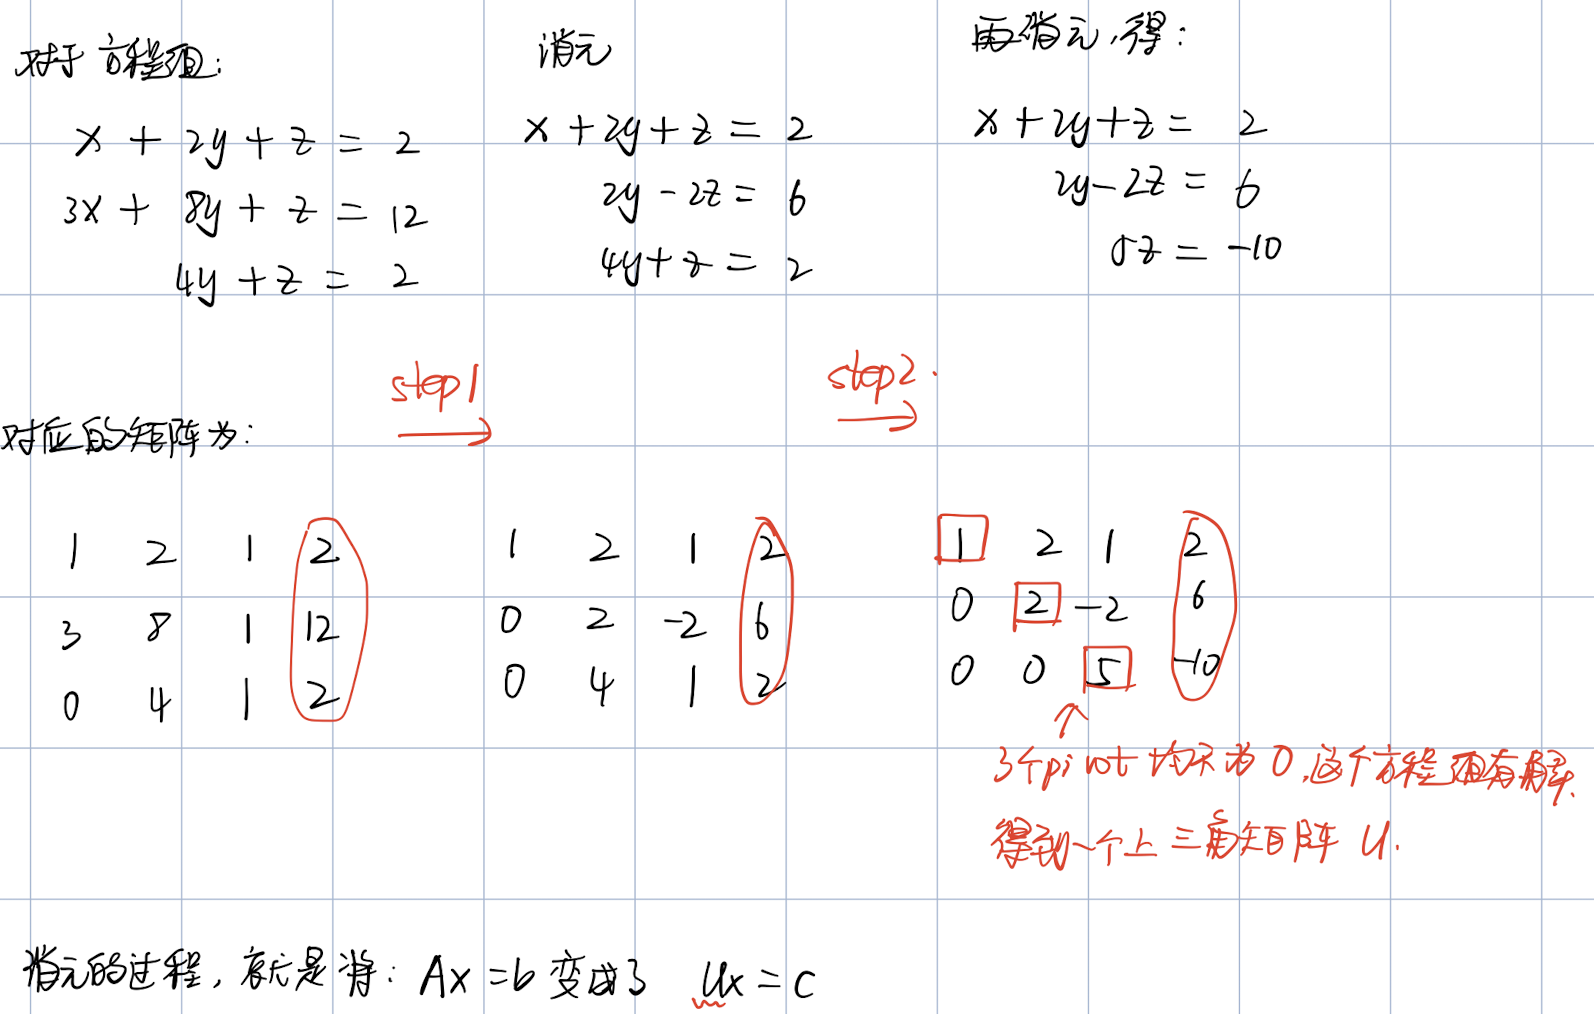 对于方程组:
x + 2y + z = 2
3x + 8y + z = 12
4y + z = 2
消元
x + 2y + z = 2
2y - 2z = 6
4y + z = 2
再消元,得:
x + 2y + z = 2
2y - 2z = 6
5z = -10
step1
step2.
对应的矩阵为:
1 2 1 2
3 8 1 12
0 4 1 2
1 2 1 2
0 2 -2 6
0 4 1 2
1 2 1 2
0 2 -2 6
0 0 5 -10
3个pivot均不为0,这个方程组有解.
得到一个上三角矩阵 U.
消元的过程,就是将: Ax = b 变成了 Ux = c